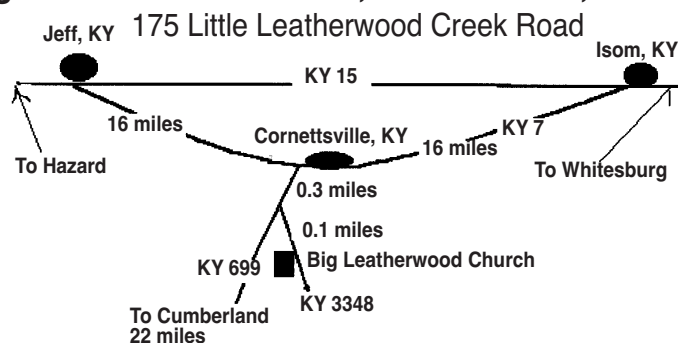 175 Little Leatherwood Creek Road
Jeff, KY
Isom, KY
KY 15
16 miles
KY 7
Cornettsville, KY
16 miles
To Hazard
To Whitesburg
0.3 miles
0.1 miles
KY 699
Big Leatherwood Church
KY 3348
To Cumberland
22 miles